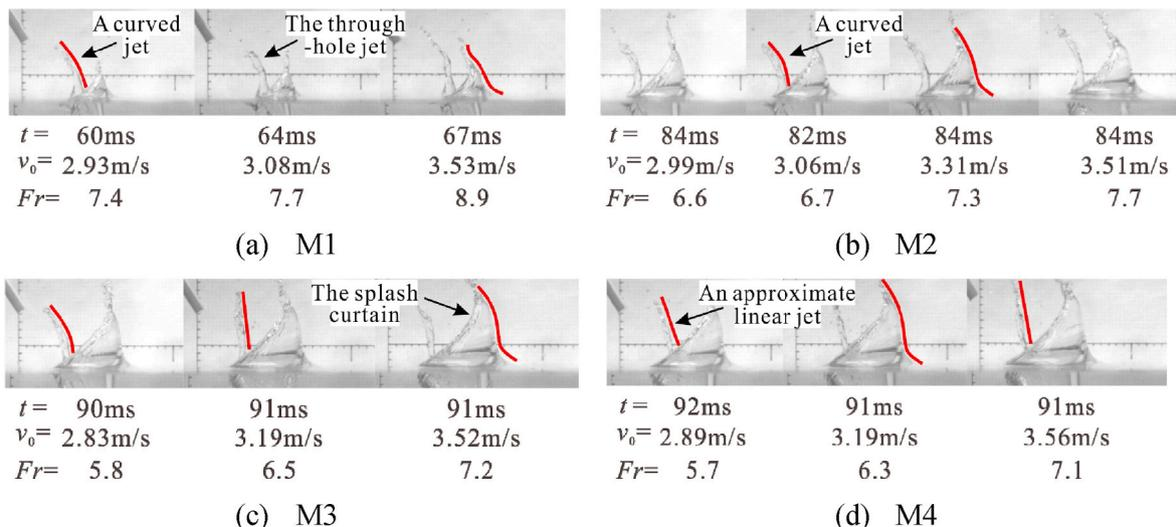 A curved
jet
The through
-hole jet
t = 60ms 64ms 67ms
v₀= 2.93m/s 3.08m/s 3.53m/s
Fr= 7.4 7.7 8.9
(a) M1
A curved
jet
t = 84ms 82ms 84ms 84ms
v₀= 2.99m/s 3.06m/s 3.31m/s 3.51m/s
Fr= 6.6 6.7 7.3 7.7
(b) M2
The splash
curtain
t = 90ms 91ms 91ms
v₀= 2.83m/s 3.19m/s 3.52m/s
Fr= 5.8 6.5 7.2
(c) M3
An approximate
linear jet
t = 92ms 91ms 91ms
v₀= 2.89m/s 3.19m/s 3.56m/s
Fr= 5.7 6.3 7.1
(d) M4